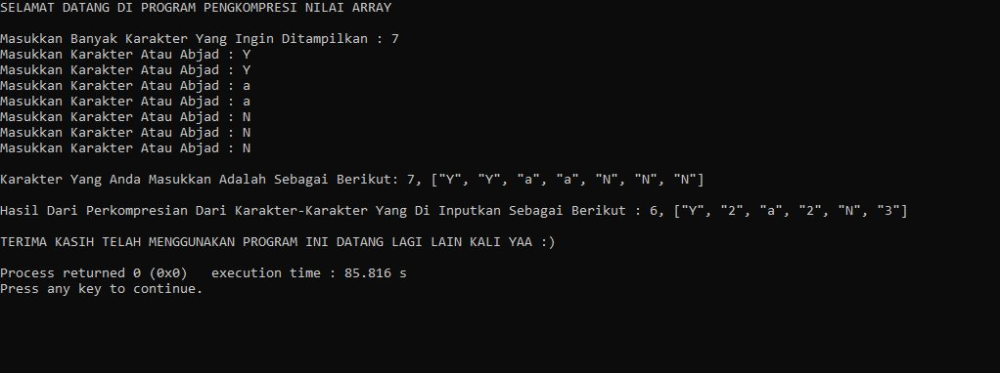 SELAMAT DATANG DI PROGRAM PENGKOMPRESI NILAI ARRAY
Masukkan Banyak Karakter Yang Ingin Ditampilkan : 7
Masukkan Karakter Atau Abjad : Y
Masukkan Karakter Atau Abjad : Y
Masukkan Karakter Atau Abjad : a
Masukkan Karakter Atau Abjad : a
Masukkan Karakter Atau Abjad : N
Masukkan Karakter Atau Abjad : N
Masukkan Karakter Atau Abjad : N
Karakter Yang Anda Masukkan Adalah Sebagai Berikut: 7, ["Y", "Y", "a", "a", "N", "N", "N"]
Hasil Dari Perkompresian Dari Karakter-Karakter Yang Di Inputkan Sebagai Berikut : 6, ["Y", "2", "a", "2", "N", "3"]
TERIMA KASIH TELAH MENGGUNAKAN PROGRAM INI DATANG LAGI LAIN KALI YAA :)
Process returned 0 (0x0)   execution time : 85.816 s
Press any key to continue.